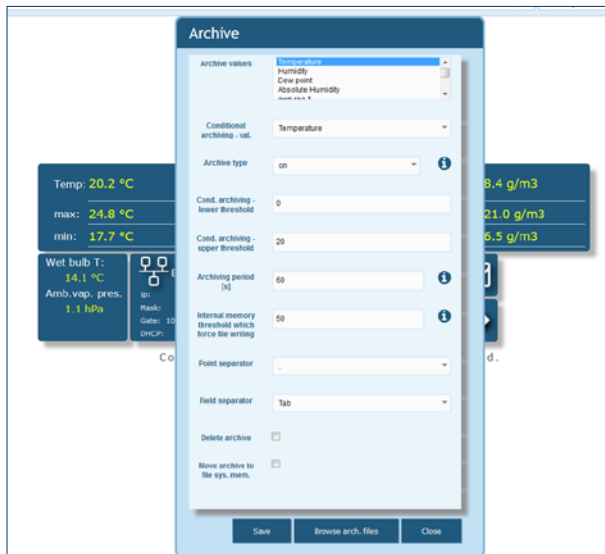 Archive
Archive values
Temperature
Humidity
Dew point
Absolute Humidity
Conditional
archiving - val.
Temperature
Archive type
on
Cond. archiving -
lower threshold
0
Cond. archiving -
upper threshold
20
Archiving period
[s]
60
Internal memory
threshold which
force file writing
50
Point separator
.
Field separator
Tab
Delete archive
Move archive to
file sys. mem.
Save
Browse arch. files
Close
Temp: 20.2 °C
max: 24.8 °C
min: 17.7 °C
8.4 g/m3
21.0 g/m3
6.5 g/m3
Wet bulb T:
14.1 °C
Amb.vap. pres.
1.1 hPa
E
Ip:
Mask:
Gate: 10
DHCP:
Co
d.